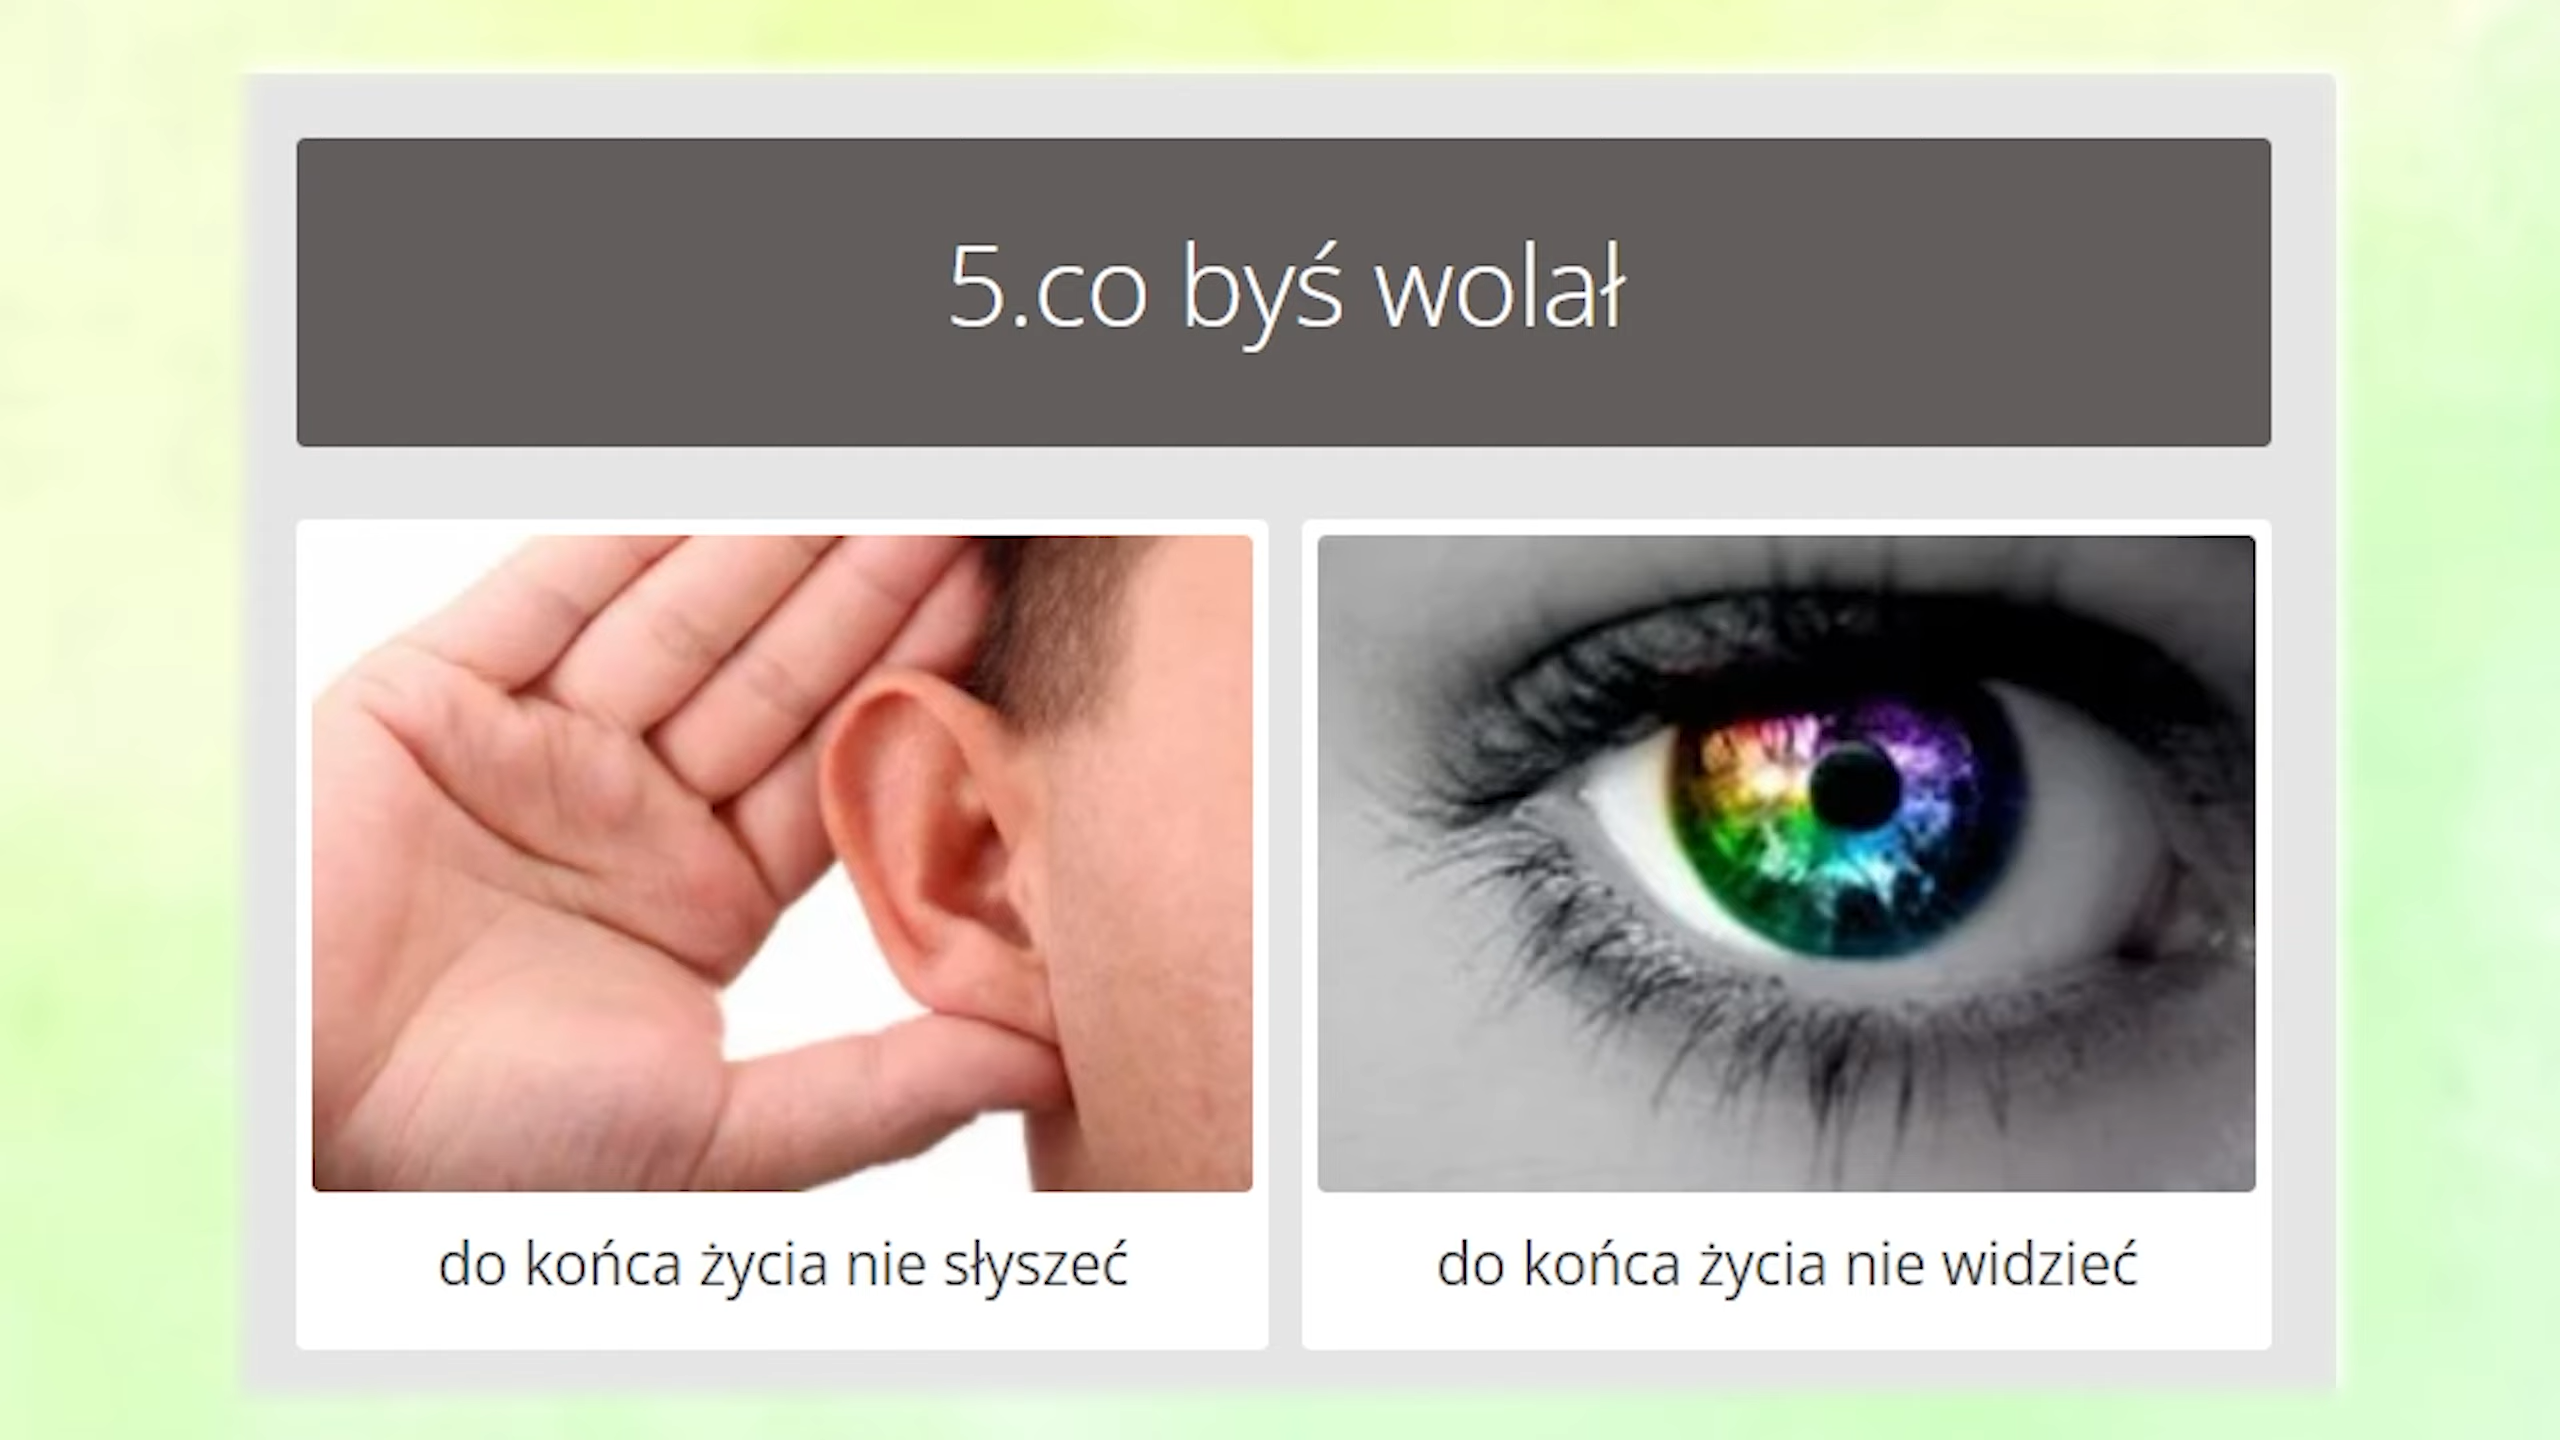 5.co byś wolał
do końca życia nie słyszeć
do końca życia nie widzieć